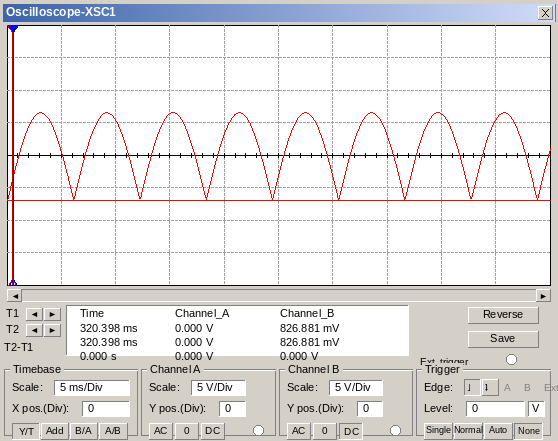 Oscilloscope-XSC1 X
T1 Time Channel_A Channel_B Reverse
T2 320.398 ms 0.000 V 826.881 mV
320.398 ms 0.000 V 826.881 mV Save
T2-T1 0.000 s 0.000 V 0.000 V Ext. trigger
Timebase Channel A Channel B Trigger
Scale: 5 ms/Div Scale: 5 V/Div Scale: 5 V/Div Edge: A B Ext
X pos.(Div): 0 Y pos.(Div): 0 Y pos.(Div): 0 Level: 0 V
Y/T Add B/A A/B AC 0 DC AC 0 DC Single Normal Auto None